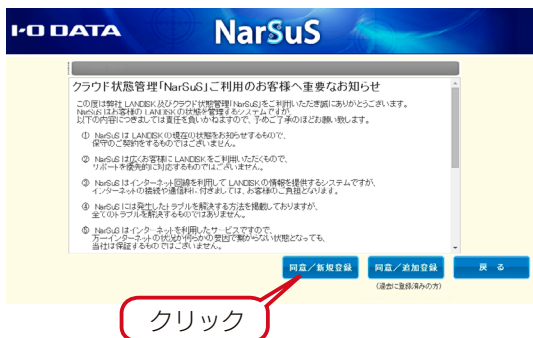 I-O DATA
NarSuS
クラウド状態管理「NarSuS」ご利用のお客様へ重要なお知らせ
この度は弊社 LANDISK 及びクラウド状態管理「NarSuS」をご利用いただき誠にありがとうございます。
NarSuSはお客様の LANDISKの状態を管理するシステムですが、
以下の内容につきましては責任を負いかねますので、予めご了承のほどお願い致します。
① NarSuS は LANDISK の現在の状態をお知らせするもので、
保守のご契約をするものではございません。
② NarSuS は広くお客様に LANDISK をご利用いただくもので、
サポートを優先的に対応するものではございません。
③ NarSuS はインターネット回線を利用して LANDISK の情報を提供するシステムですが、
インターネットの接続や通信料に付きましては、お客様のご負担となります。
④ NarSuS には発生したトラブルを解決する方法を掲載しておりますが、
全てのトラブルを解決するものではありません。
⑤ NarSuS はインターネットを利用したサービスですので、
万一インターネットの状況が何らかの要因で繋がらない状態となっても、
当社は保証するものではございません。
同意／新規登録
同意／追加登録
戻 る
(過去に登録済みの方)
クリック